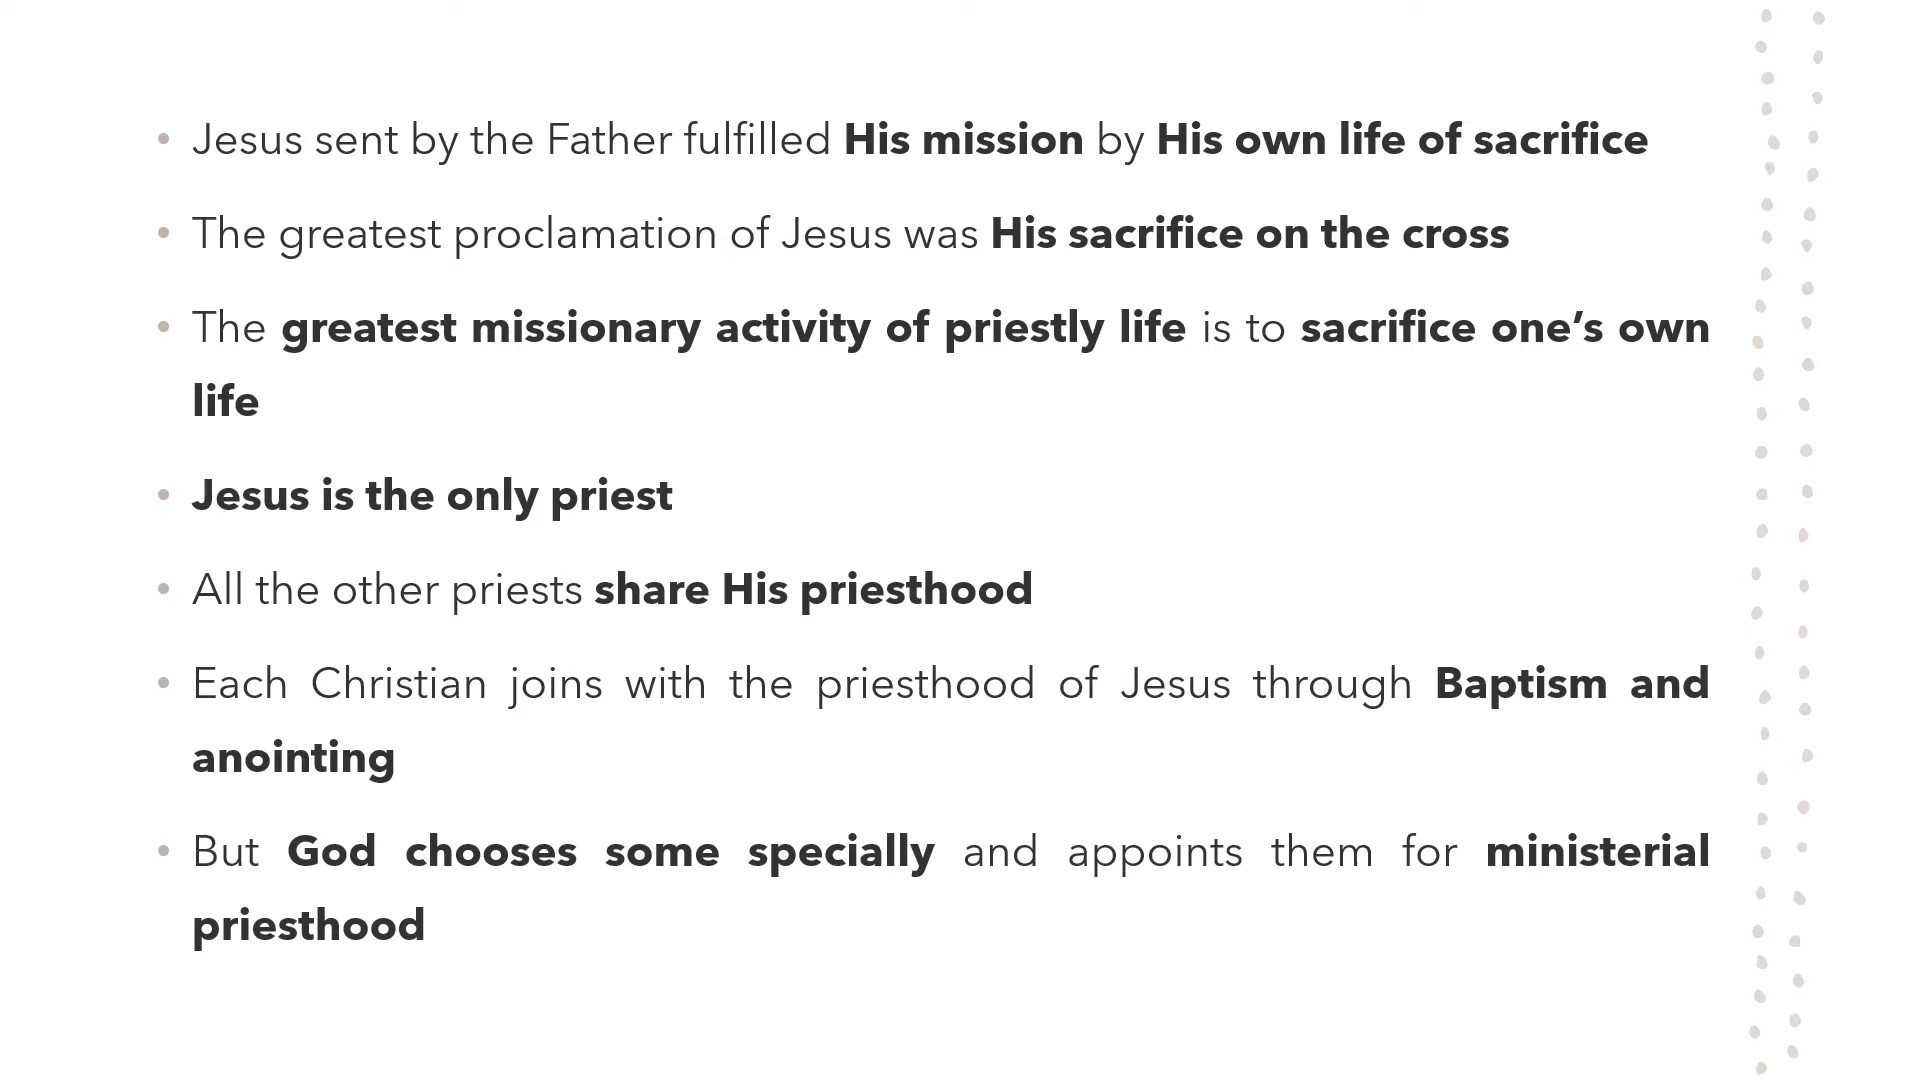 • Jesus sent by the Father fulfilled His mission by His own life of sacrifice
• The greatest proclamation of Jesus was His sacrifice on the cross
• The greatest missionary activity of priestly life is to sacrifice one’s own
life
• Jesus is the only priest
• All the other priests share His priesthood
• Each Christian joins with the priesthood of Jesus through Baptism and
anointing
• But God chooses some specially and appoints them for ministerial
priesthood